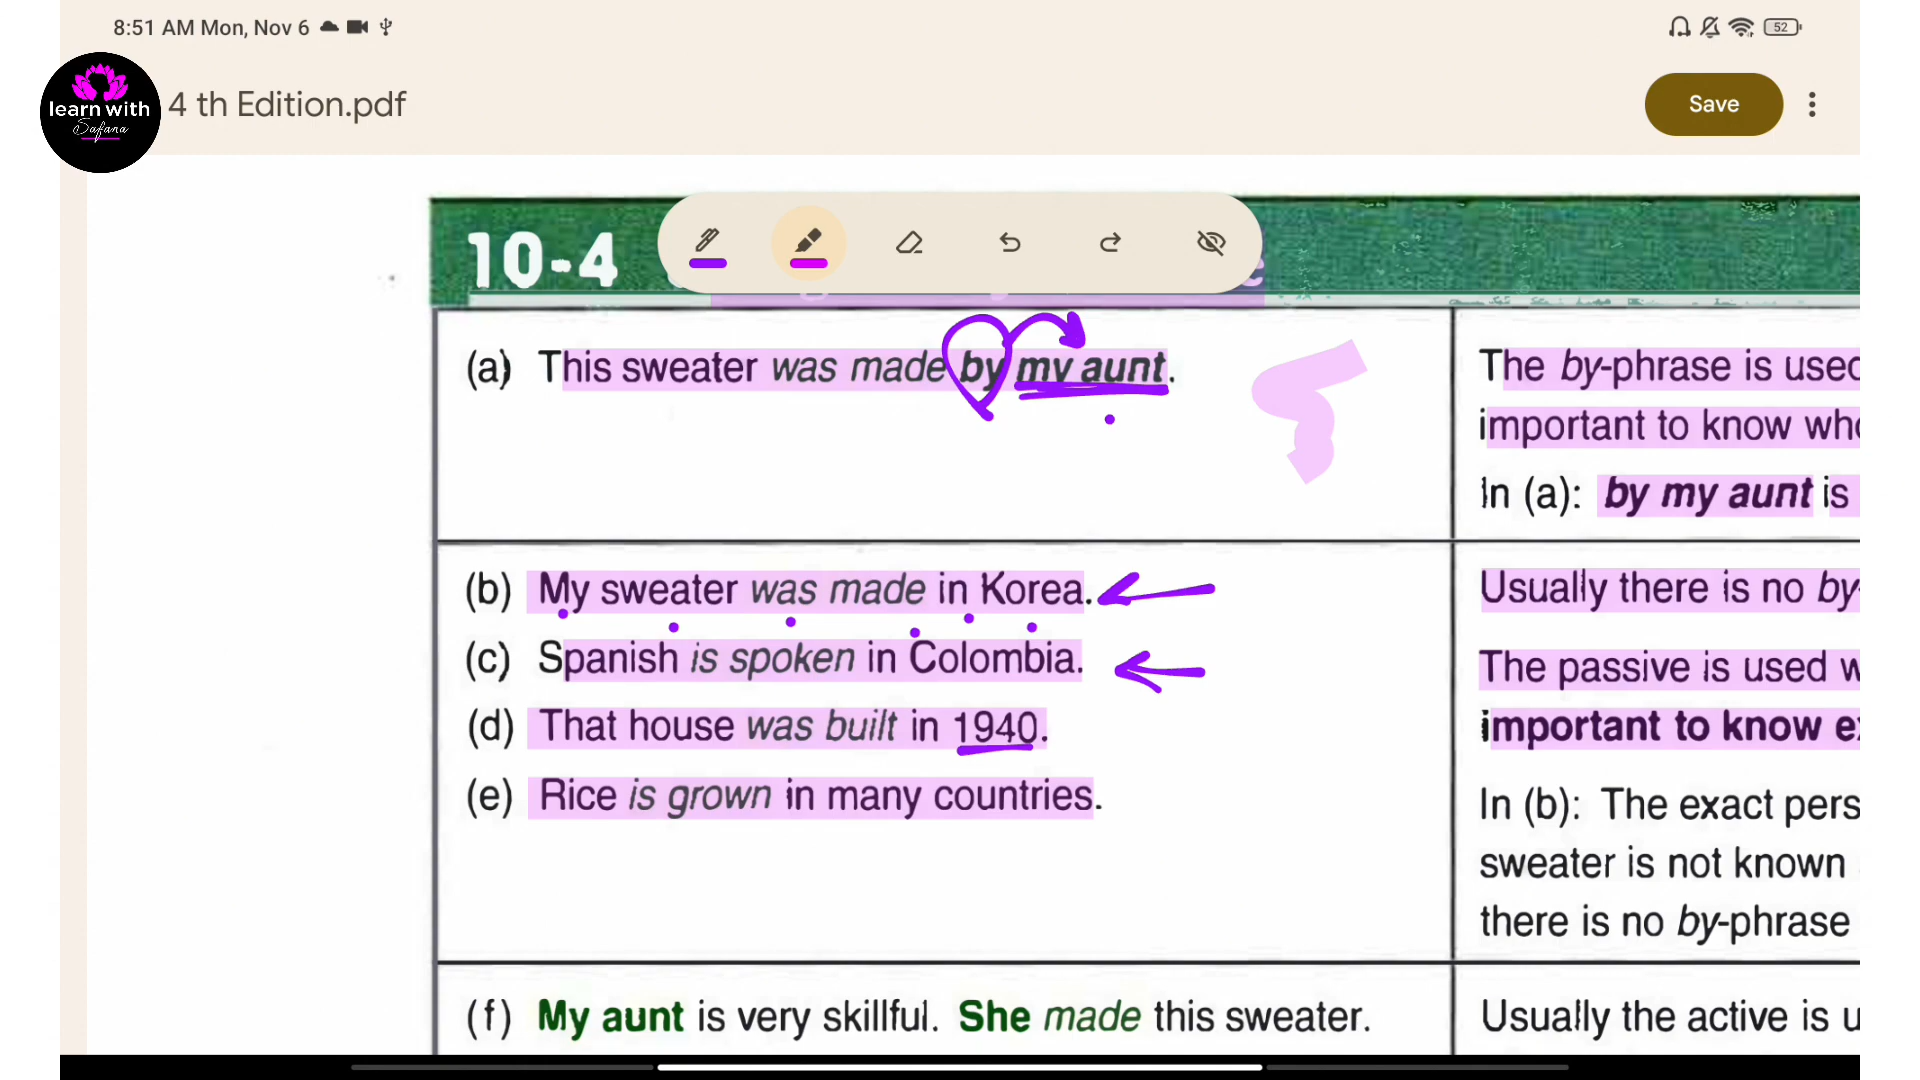 8:51 AM Mon, Nov 6
52
learn with
Safana
4 th Edition.pdf
Save
10-4
(a) This sweater was made by my aunt.
The by-phrase is used
important to know who
In (a): by my aunt is
(b) My sweater was made in Korea.
(c) Spanish is spoken in Colombia.
(d) That house was built in 1940.
(e) Rice is grown in many countries.
Usually there is no by-
The passive is used w
important to know ex
In (b): The exact pers
sweater is not known
there is no by-phrase
(f) My aunt is very skillful. She made this sweater.
Usually the active is u